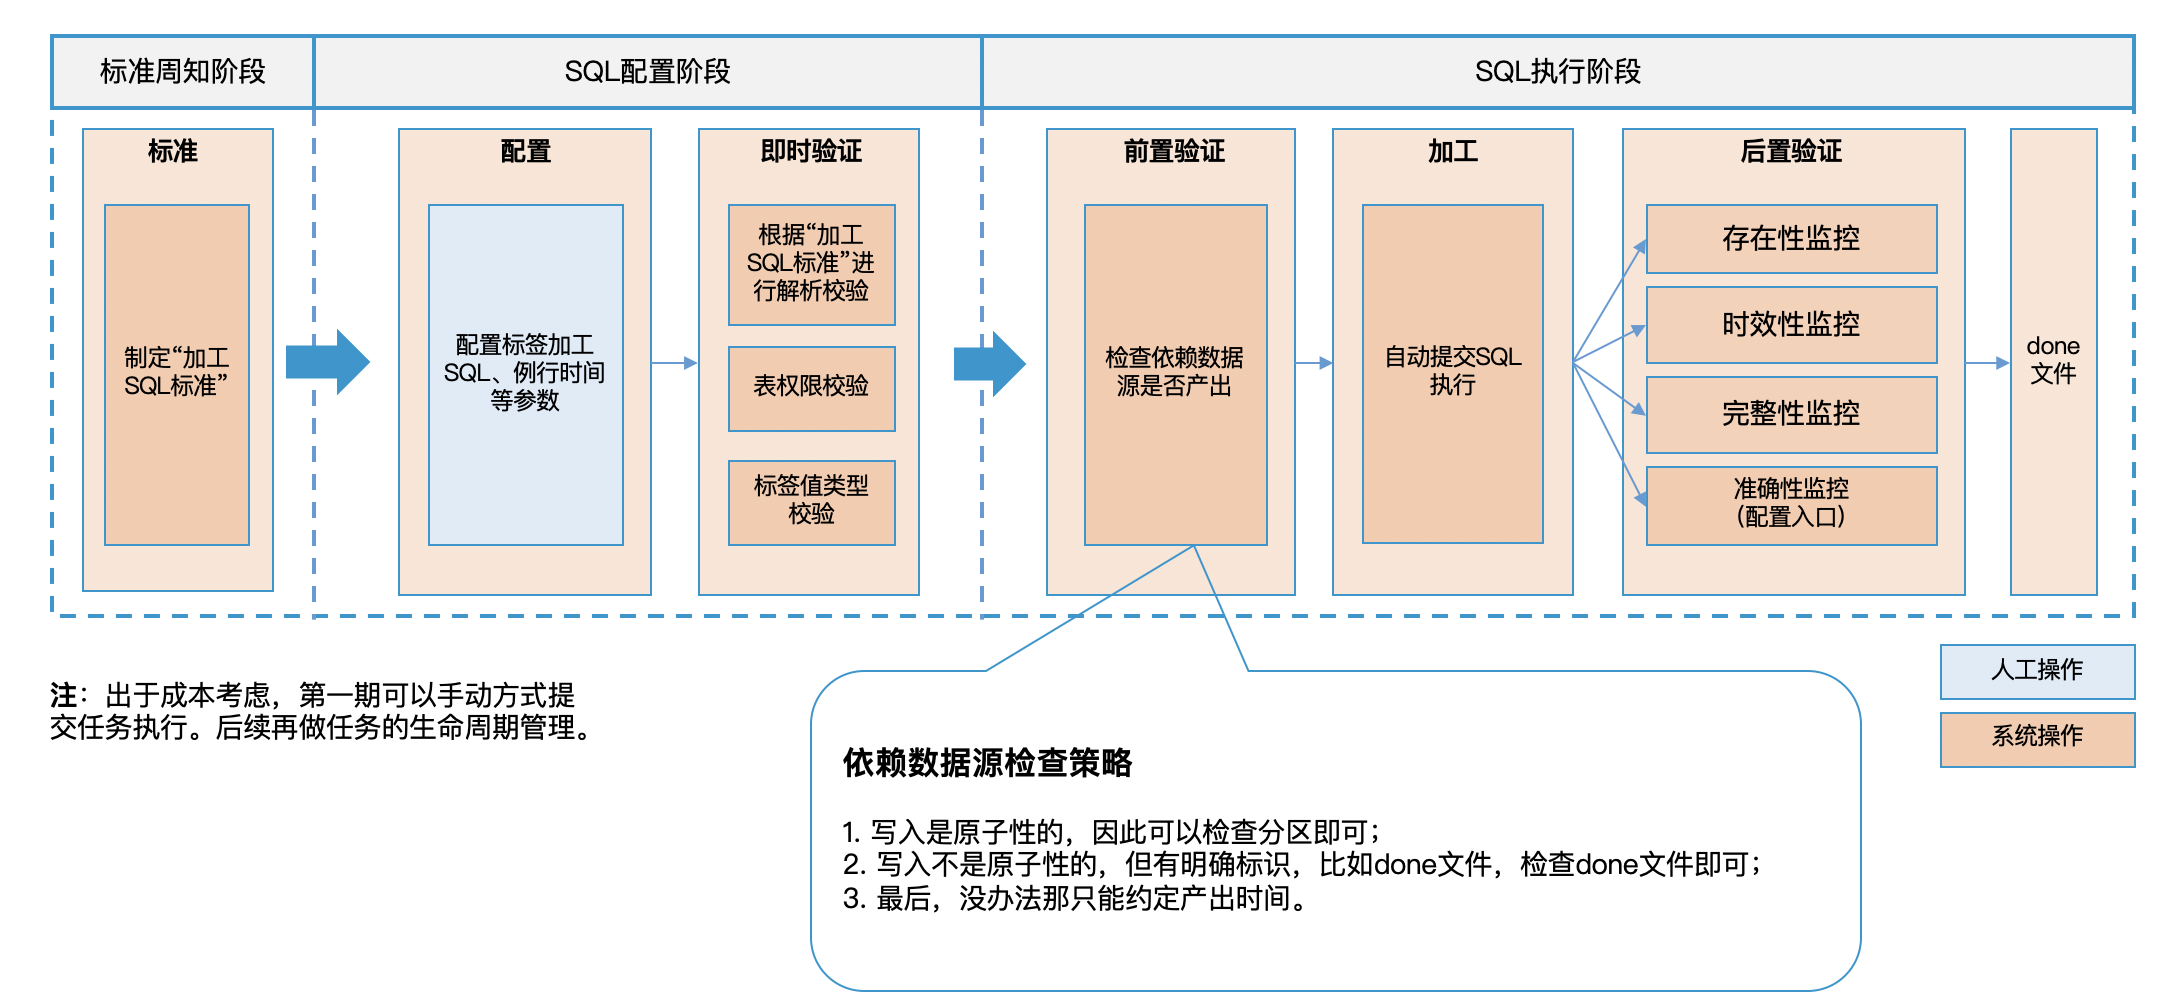 标准周知阶段
SQL配置阶段
SQL执行阶段
标准
制定“加工
SQL标准”
配置
配置标签加工
SQL、例行时间
等参数
即时验证
根据“加工
SQL标准”进
行解析校验
表权限校验
标签值类型
校验
前置验证
检查依赖数据
源是否产出
加工
自动提交SQL
执行
后置验证
存在性监控
时效性监控
完整性监控
准确性监控
(配置入口)
done
文件
注：出于成本考虑，第一期可以手动方式提
交任务执行。后续再做任务的生命周期管理。
依赖数据源检查策略
1. 写入是原子性的，因此可以检查分区即可；
2. 写入不是原子性的，但有明确标识，比如done文件，检查done文件即可；
3. 最后，没办法那只能约定产出时间。
人工操作
系统操作